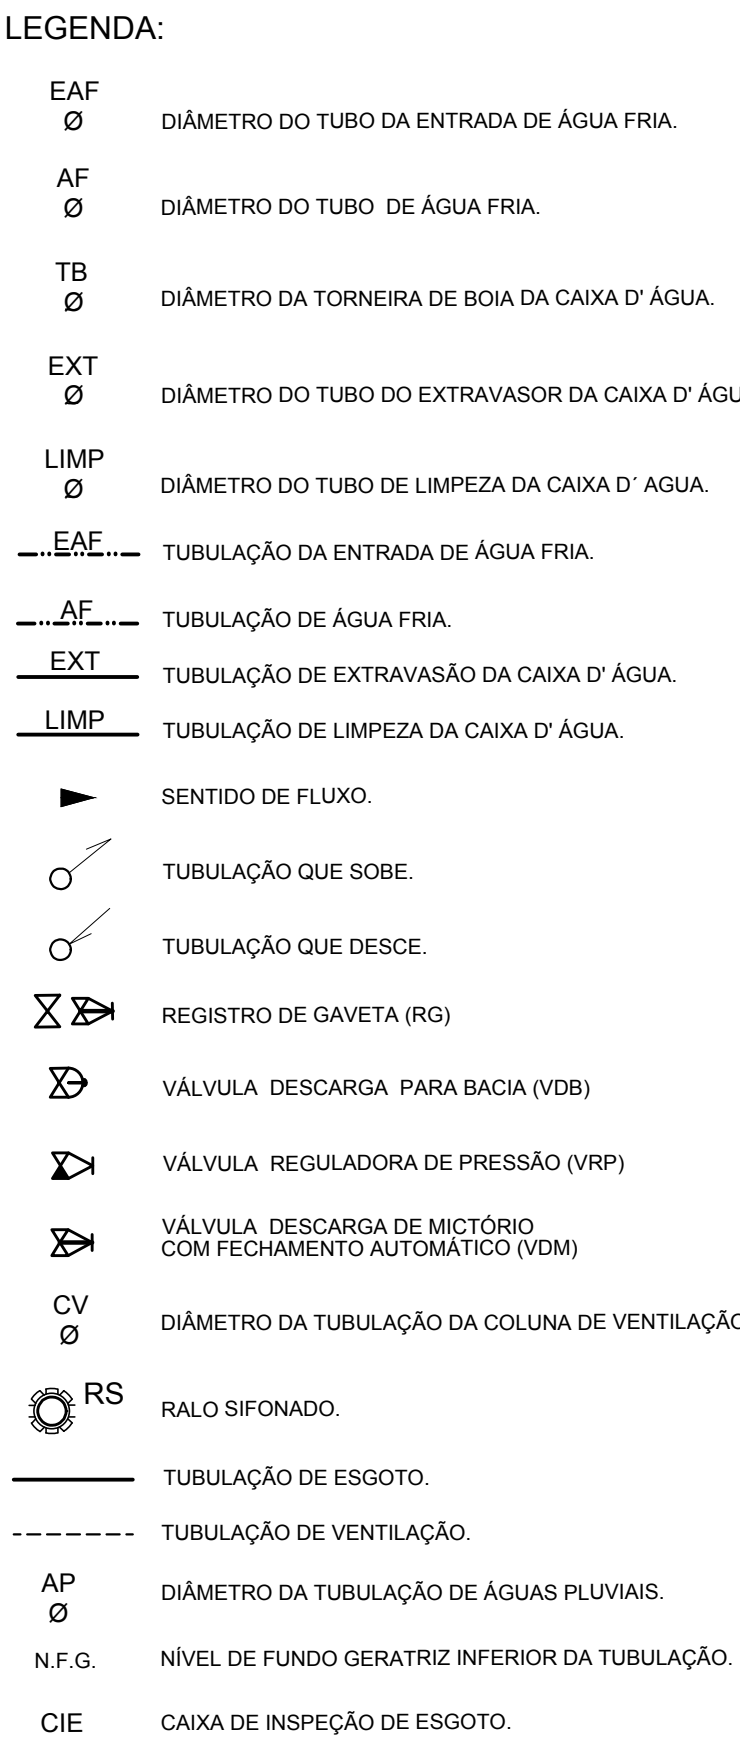 LEGENDA:
EAF
Ø DIÂMETRO DO TUBO DA ENTRADA DE ÁGUA FRIA.
AF
Ø DIÂMETRO DO TUBO DE ÁGUA FRIA.
TB
Ø DIÂMETRO DA TORNEIRA DE BOIA DA CAIXA D' ÁGUA.
EXT
Ø DIÂMETRO DO TUBO DO EXTRAVASOR DA CAIXA D' ÁGU
LIMP
Ø DIÂMETRO DO TUBO DE LIMPEZA DA CAIXA D´ AGUA.
EAF TUBULAÇÃO DA ENTRADA DE ÁGUA FRIA.
AF TUBULAÇÃO DE ÁGUA FRIA.
EXT TUBULAÇÃO DE EXTRAVASÃO DA CAIXA D' ÁGUA.
LIMP TUBULAÇÃO DE LIMPEZA DA CAIXA D' ÁGUA.
SENTIDO DE FLUXO.
TUBULAÇÃO QUE SOBE.
TUBULAÇÃO QUE DESCE.
REGISTRO DE GAVETA (RG)
VÁLVULA DESCARGA PARA BACIA (VDB)
VÁLVULA REGULADORA DE PRESSÃO (VRP)
VÁLVULA DESCARGA DE MICTÓRIO
COM FECHAMENTO AUTOMÁTICO (VDM)
CV
Ø DIÂMETRO DA TUBULAÇÃO DA COLUNA DE VENTILAÇÃO
RS RALO SIFONADO.
TUBULAÇÃO DE ESGOTO.
TUBULAÇÃO DE VENTILAÇÃO.
AP
Ø DIÂMETRO DA TUBULAÇÃO DE ÁGUAS PLUVIAIS.
N.F.G. NÍVEL DE FUNDO GERATRIZ INFERIOR DA TUBULAÇÃO.
CIE CAIXA DE INSPEÇÃO DE ESGOTO.